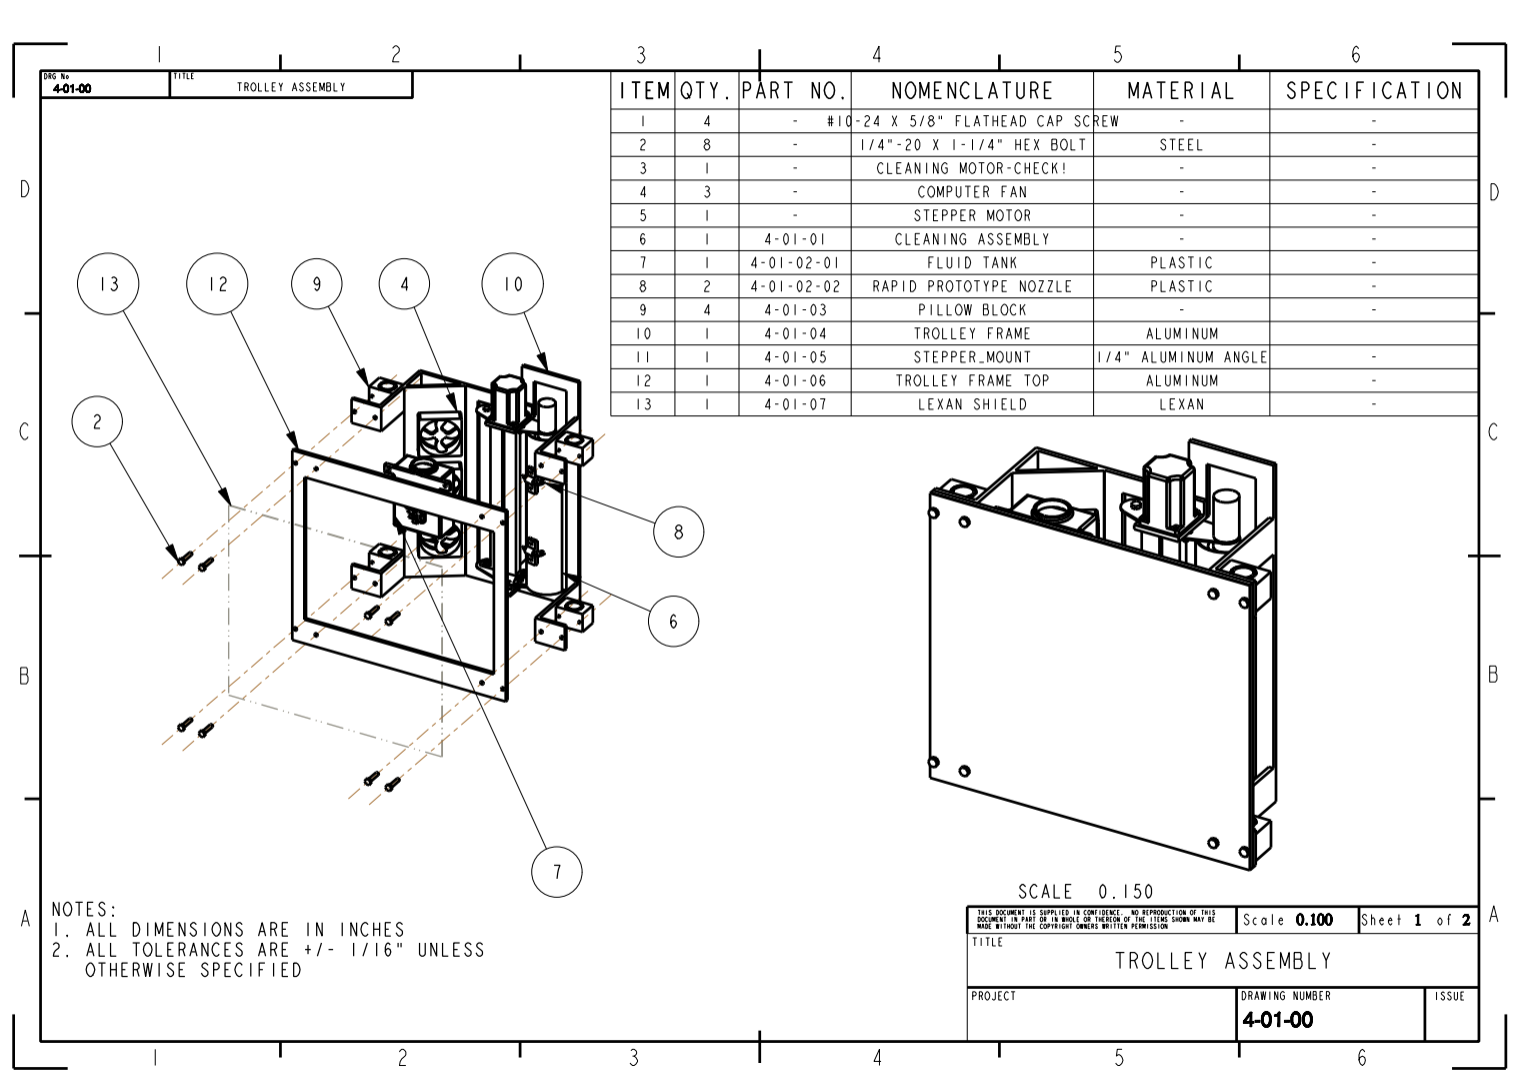 1 2 3 4 5 6
DRG No
4-01-00
TITLE
TROLLEY ASSEMBLY
ITEM QTY. PART NO. NOMENCLATURE MATERIAL SPECIFICATION
1 4 - #10-24 X 5/8" FLATHEAD CAP SCREW - -
2 8 - 1/4"-20 X 1-1/4" HEX BOLT STEEL -
3 1 - CLEANING MOTOR-CHECK! - -
4 3 - COMPUTER FAN - -
5 1 - STEPPER MOTOR - -
6 1 4-01-01 CLEANING ASSEMBLY - -
7 1 4-01-02-01 FLUID TANK PLASTIC -
8 2 4-01-02-02 RAPID PROTOTYPE NOZZLE PLASTIC -
9 4 4-01-03 PILLOW BLOCK - -
10 1 4-01-04 TROLLEY FRAME ALUMINUM
11 1 4-01-05 STEPPER_MOUNT 1/4" ALUMINUM ANGLE -
12 1 4-01-06 TROLLEY FRAME TOP ALUMINUM -
13 1 4-01-07 LEXAN SHIELD LEXAN -
D D
13 12 9 4 10
2
C C
8
6
B B
7
SCALE 0.150
A A
NOTES:
1. ALL DIMENSIONS ARE IN INCHES
2. ALL TOLERANCES ARE +/- 1/16" UNLESS
OTHERWISE SPECIFIED
THIS DOCUMENT IS SUPPLIED IN CONFIDENCE. NO REPRODUCTION OF THIS
DOCUMENT IN PART OR IN WHOLE OR THEREON OF THE ITEMS SHOWN MAY BE
MADE WITHOUT THE COPYRIGHT OWNERS WRITTEN PERMISSION
Scale 0.100
Sheet 1 of 2
TITLE
TROLLEY ASSEMBLY
PROJECT
DRAWING NUMBER
4-01-00
ISSUE
1 2 3 4 5 6